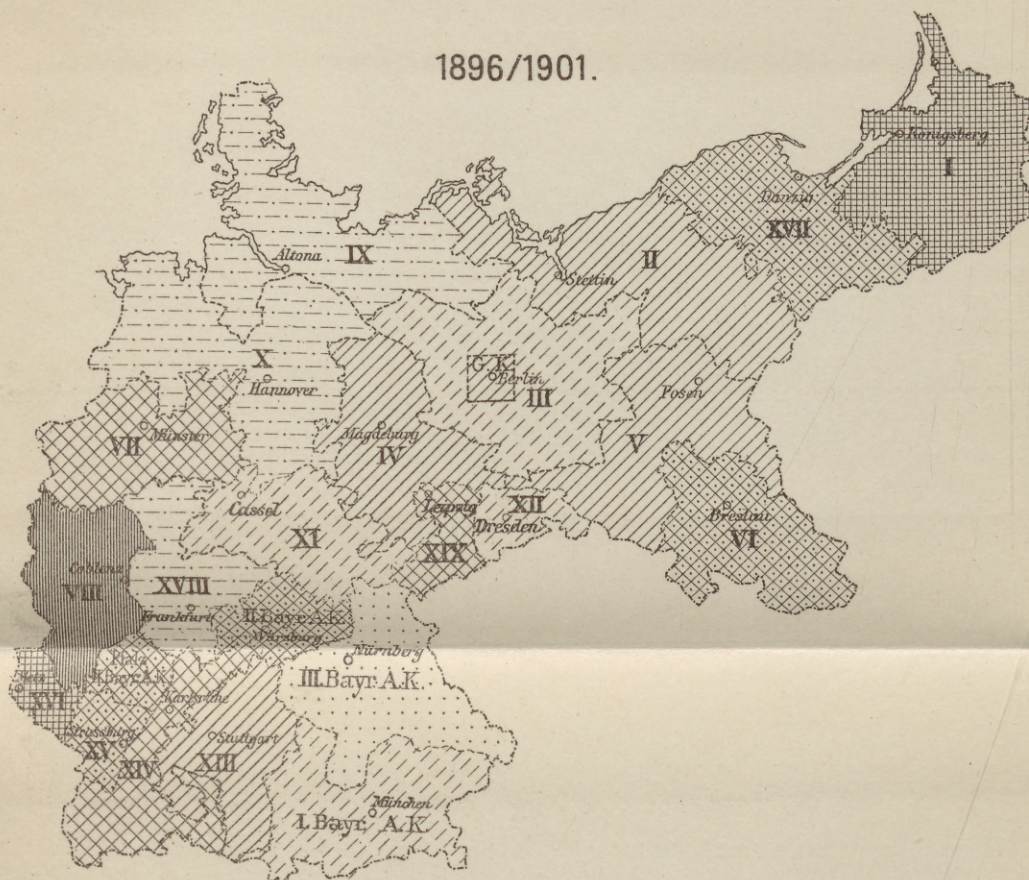 1896/1901.
Königsberg
I
Danzig
XVII
IX
Altona
II
Stettin
X
Hannover
G.K.
Berlin
III
Posen
VII
Münster
Magdeburg
IV
V
Cassel
Leipzig
XII
Dresden
Breslau
VI
XI
XIX
Coblenz
VIII
XVIII
Frankfurt
II.Bayr.A.K.
Würzburg
Nürnberg
III.Bayr.A.K.
Pfalz
II.Bayr.A.K.
Metz
XVI
Karlsruhe
Strassburg
XV
XIV
Stuttgart
XIII
München
I.Bayr. A.K.